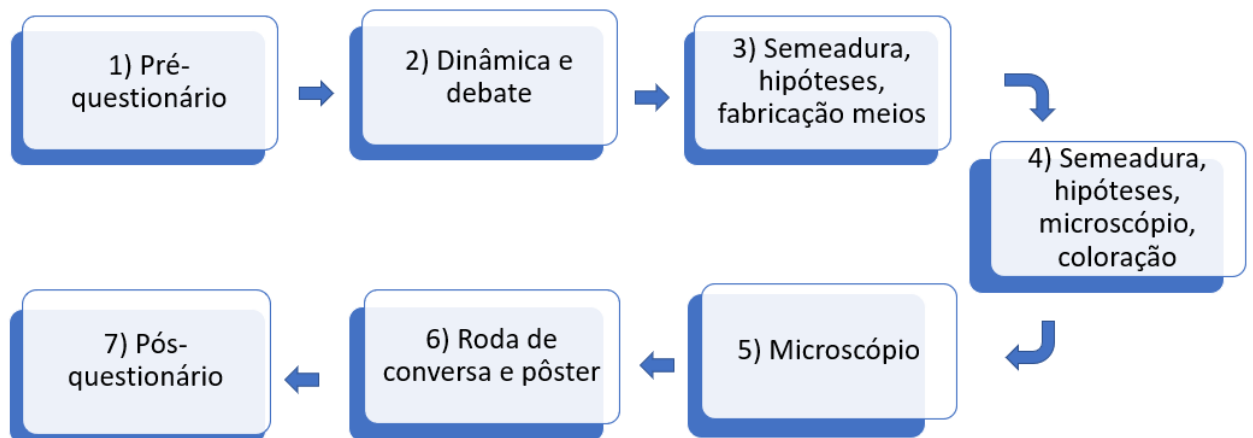 1) Pré-
questionário
2) Dinâmica e
debate
3) Semeadura,
hipóteses,
fabricação meios
4) Semeadura,
hipóteses,
microscópio,
coloração
5) Microscópio
6) Roda de
conversa e pôster
7) Pós-
questionário